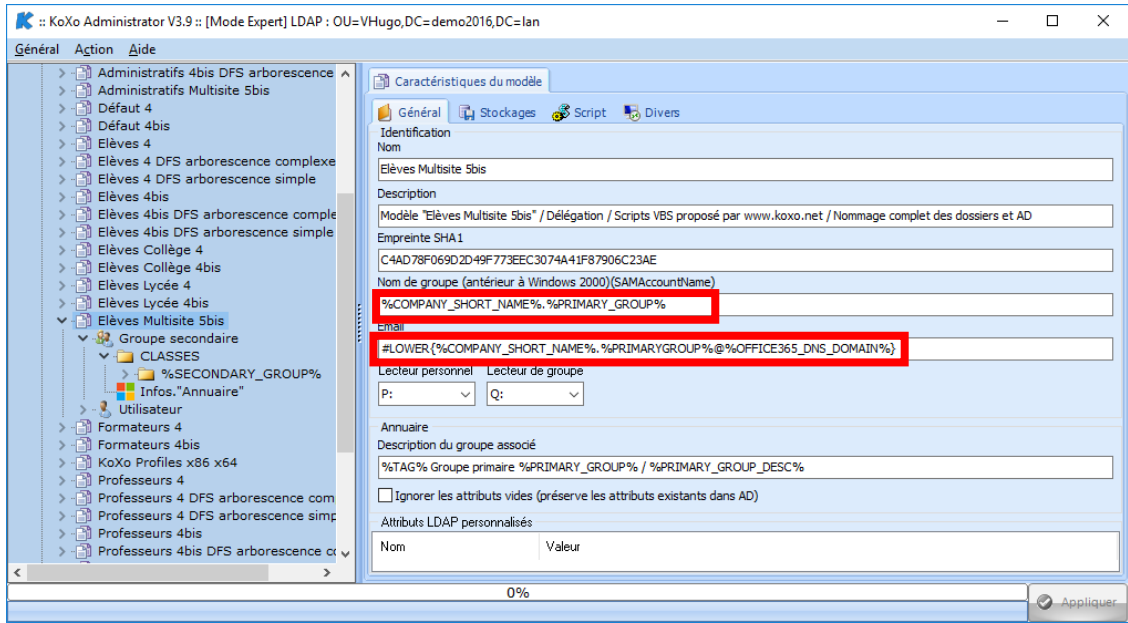 :: KoXo Administrator V3.9 :: [Mode Expert] LDAP : OU=VHugo,DC=demo2016,DC=lan
Général Action Aide
Administratifs 4bis DFS arborescence
Administratifs Multisite 5bis
Défaut 4
Défaut 4bis
Elèves 4
Elèves 4 DFS arborescence complexe
Elèves 4 DFS arborescence simple
Elèves 4bis
Elèves 4bis DFS arborescence comple
Elèves 4bis DFS arborescence simple
Elèves Collège 4
Elèves Collège 4bis
Elèves Lycée 4
Elèves Lycée 4bis
Elèves Multisite 5bis
Groupe secondaire
CLASSES
%SECONDARY_GROUP%
Infos."Annuaire"
Utilisateur
Formateurs 4
Formateurs 4bis
KoXo Profiles x86 x64
Professeurs 4
Professeurs 4 DFS arborescence com
Professeurs 4 DFS arborescence simp
Professeurs 4bis
Professeurs 4bis DFS arborescence co
Caractéristiques du modèle
Général Stockages Script Divers
Identification
Nom
Elèves Multisite 5bis
Description
Modèle "Elèves Multisite 5bis" / Délégation / Scripts VBS proposé par www.koxo.net / Nommage complet des dossiers et AD
Empreinte SHA1
C4AD78F069D2D49F773EEC3074A41F87906C23AE
Nom de groupe (antérieur à Windows 2000)(SAMAccountName)
%COMPANY_SHORT_NAME%.%PRIMARY_GROUP%
Email
#LOWER{%COMPANY_SHORT_NAME%.%PRIMARYGROUP%@%OFFICE365_DNS_DOMAIN%}
Lecteur personnel Lecteur de groupe
P: Q:
Annuaire
Description du groupe associé
%TAG% Groupe primaire %PRIMARY_GROUP% / %PRIMARY_GROUP_DESC%
Ignorer les attributs vides (préserve les attributs existants dans AD)
Attributs LDAP personnalisés
Nom Valeur
0%
Appliquer